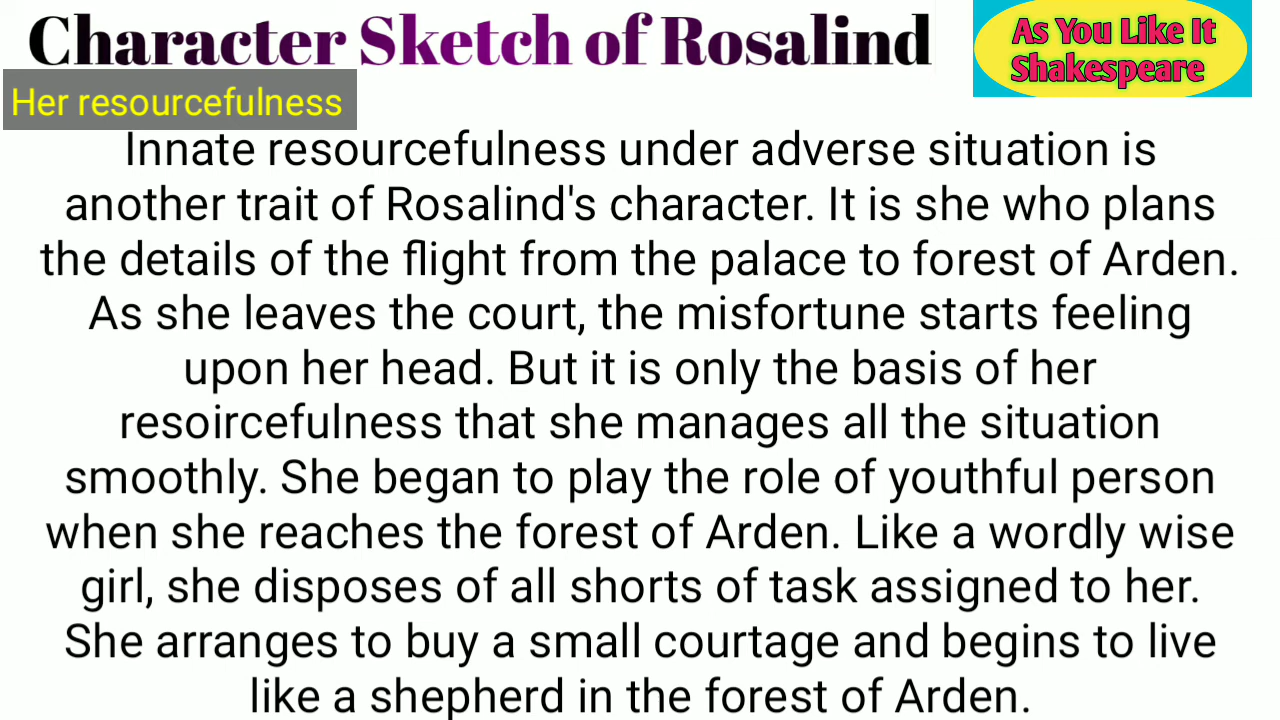 Character Sketch of Rosalind
As You Like It
Shakespeare
Her resourcefulness
Innate resourcefulness under adverse situation is
another trait of Rosalind's character. It is she who plans
the details of the flight from the palace to forest of Arden.
As she leaves the court, the misfortune starts feeling
upon her head. But it is only the basis of her
resoircefulness that she manages all the situation
smoothly. She began to play the role of youthful person
when she reaches the forest of Arden. Like a wordly wise
girl, she disposes of all shorts of task assigned to her.
She arranges to buy a small courtage and begins to live
like a shepherd in the forest of Arden.